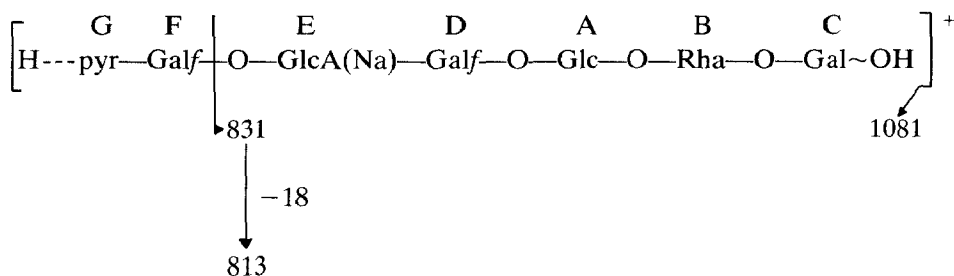 G F E D A B C
[H---pyr—Galf—O—GlcA(Na)—Galf—O—Glc—O—Rha—O—Gal~OH]+
831 1081
−18
813